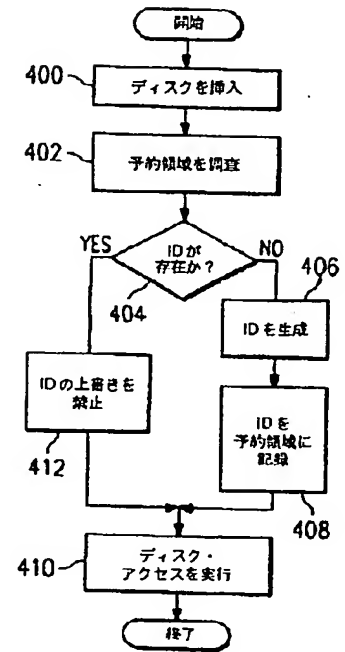 開始
400
ディスクを挿入
402
予約領域を調査
YES
IDが
存在か?
NO
404
406
IDを生成
IDの上書きを
禁止
412
IDを
予約領域に
記録
408
410
ディスク・
アクセスを実行
終了